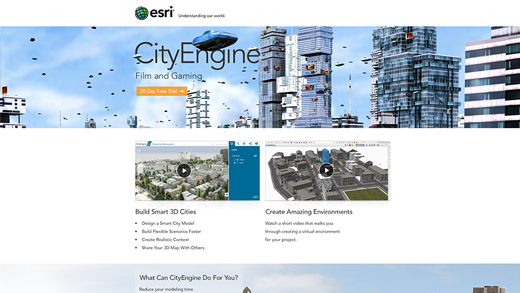 esri Understanding our world.
CityEngine
Film and Gaming
30 Day Free Trial →
Build Smart 3D Cities
Create Amazing Environments
• Design a Smart City Model
• Build Flexible Scenarios Faster
• Create Realistic Context
• Share Your 3D Map With Others
Watch a short video that walks you
through creating a virtual environment
for your project.
What Can CityEngine Do For You?
Reduce your modeling time